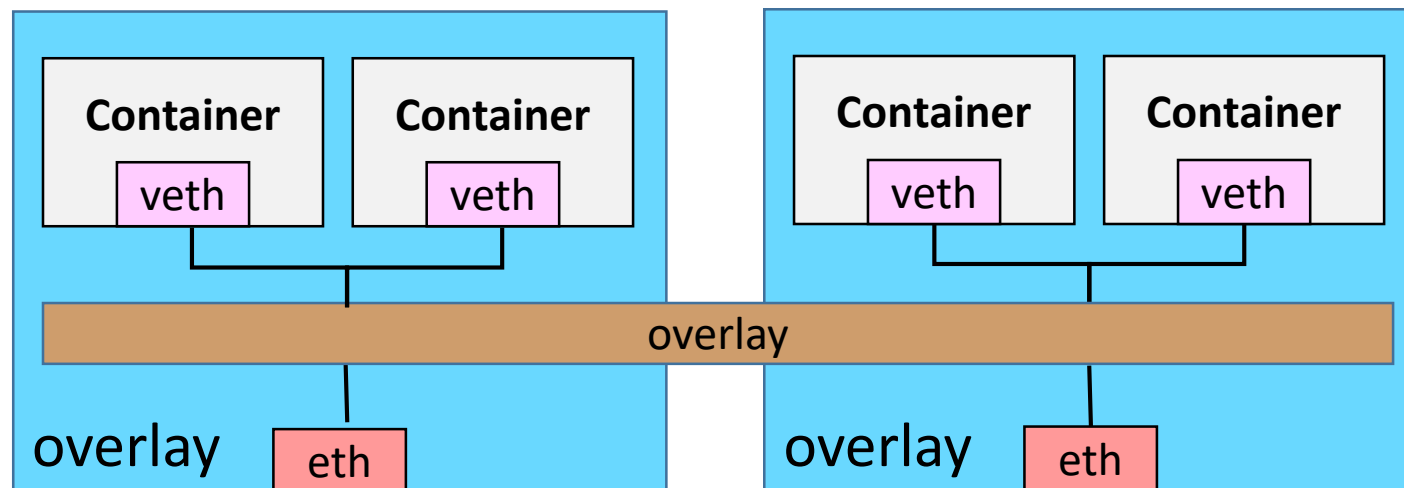 Container
Container
Container
Container
veth
veth
veth
veth
overlay
overlay
eth
overlay
eth